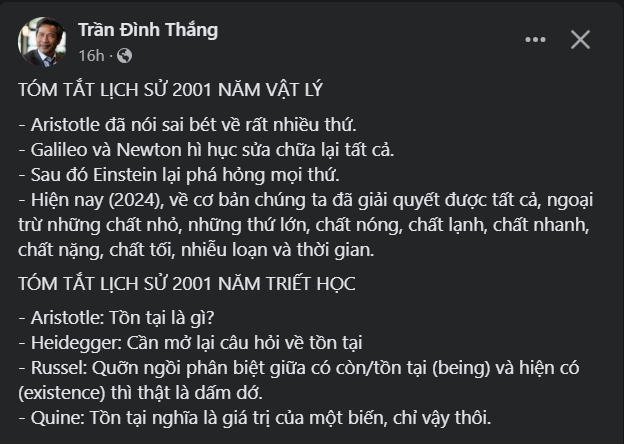 Trần Đình Thắng
16h ·
TÓM TẮT LỊCH SỬ 2001 NĂM VẬT LÝ
- Aristotle đã nói sai bét về rất nhiều thứ.
- Galileo và Newton hì hục sửa chữa lại tất cả.
- Sau đó Einstein lại phá hỏng mọi thứ.
- Hiện nay (2024), về cơ bản chúng ta đã giải quyết được tất cả, ngoại
trừ những chất nhỏ, những thứ lớn, chất nóng, chất lạnh, chất nhanh,
chất nặng, chất tối, nhiễu loạn và thời gian.
TÓM TẮT LỊCH SỬ 2001 NĂM TRIẾT HỌC
- Aristotle: Tồn tại là gì?
- Heidegger: Cần mở lại câu hỏi về tồn tại
- Russel: Quỡn ngồi phân biệt giữa có còn/tồn tại (being) và hiện có
(existence) thì thật là dấm dớ.
- Quine: Tồn tại nghĩa là giá trị của một biến, chỉ vậy thôi.